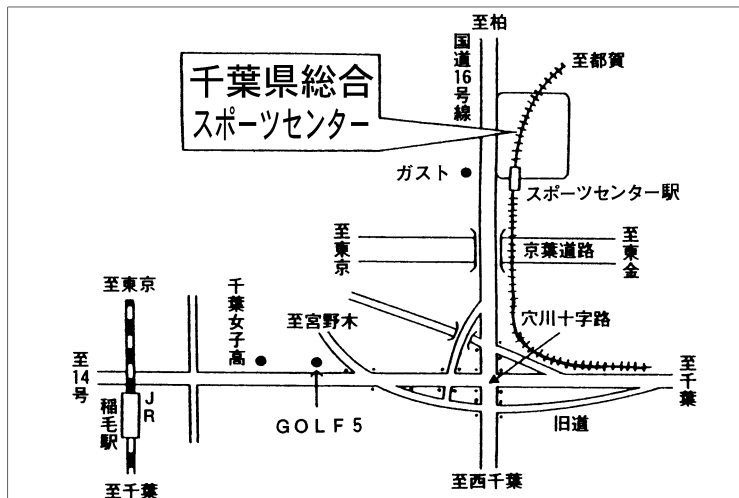 至柏
国道16号線
至都賀
千葉県総合
スポーツセンター
ガスト
スポーツセンター駅
至東京
京葉道路
至東金
至東京
千葉女子高
至宮野木
穴川十字路
至14号
至千葉
JR
稲毛駅
GOLF5
旧道
至千葉
至西千葉